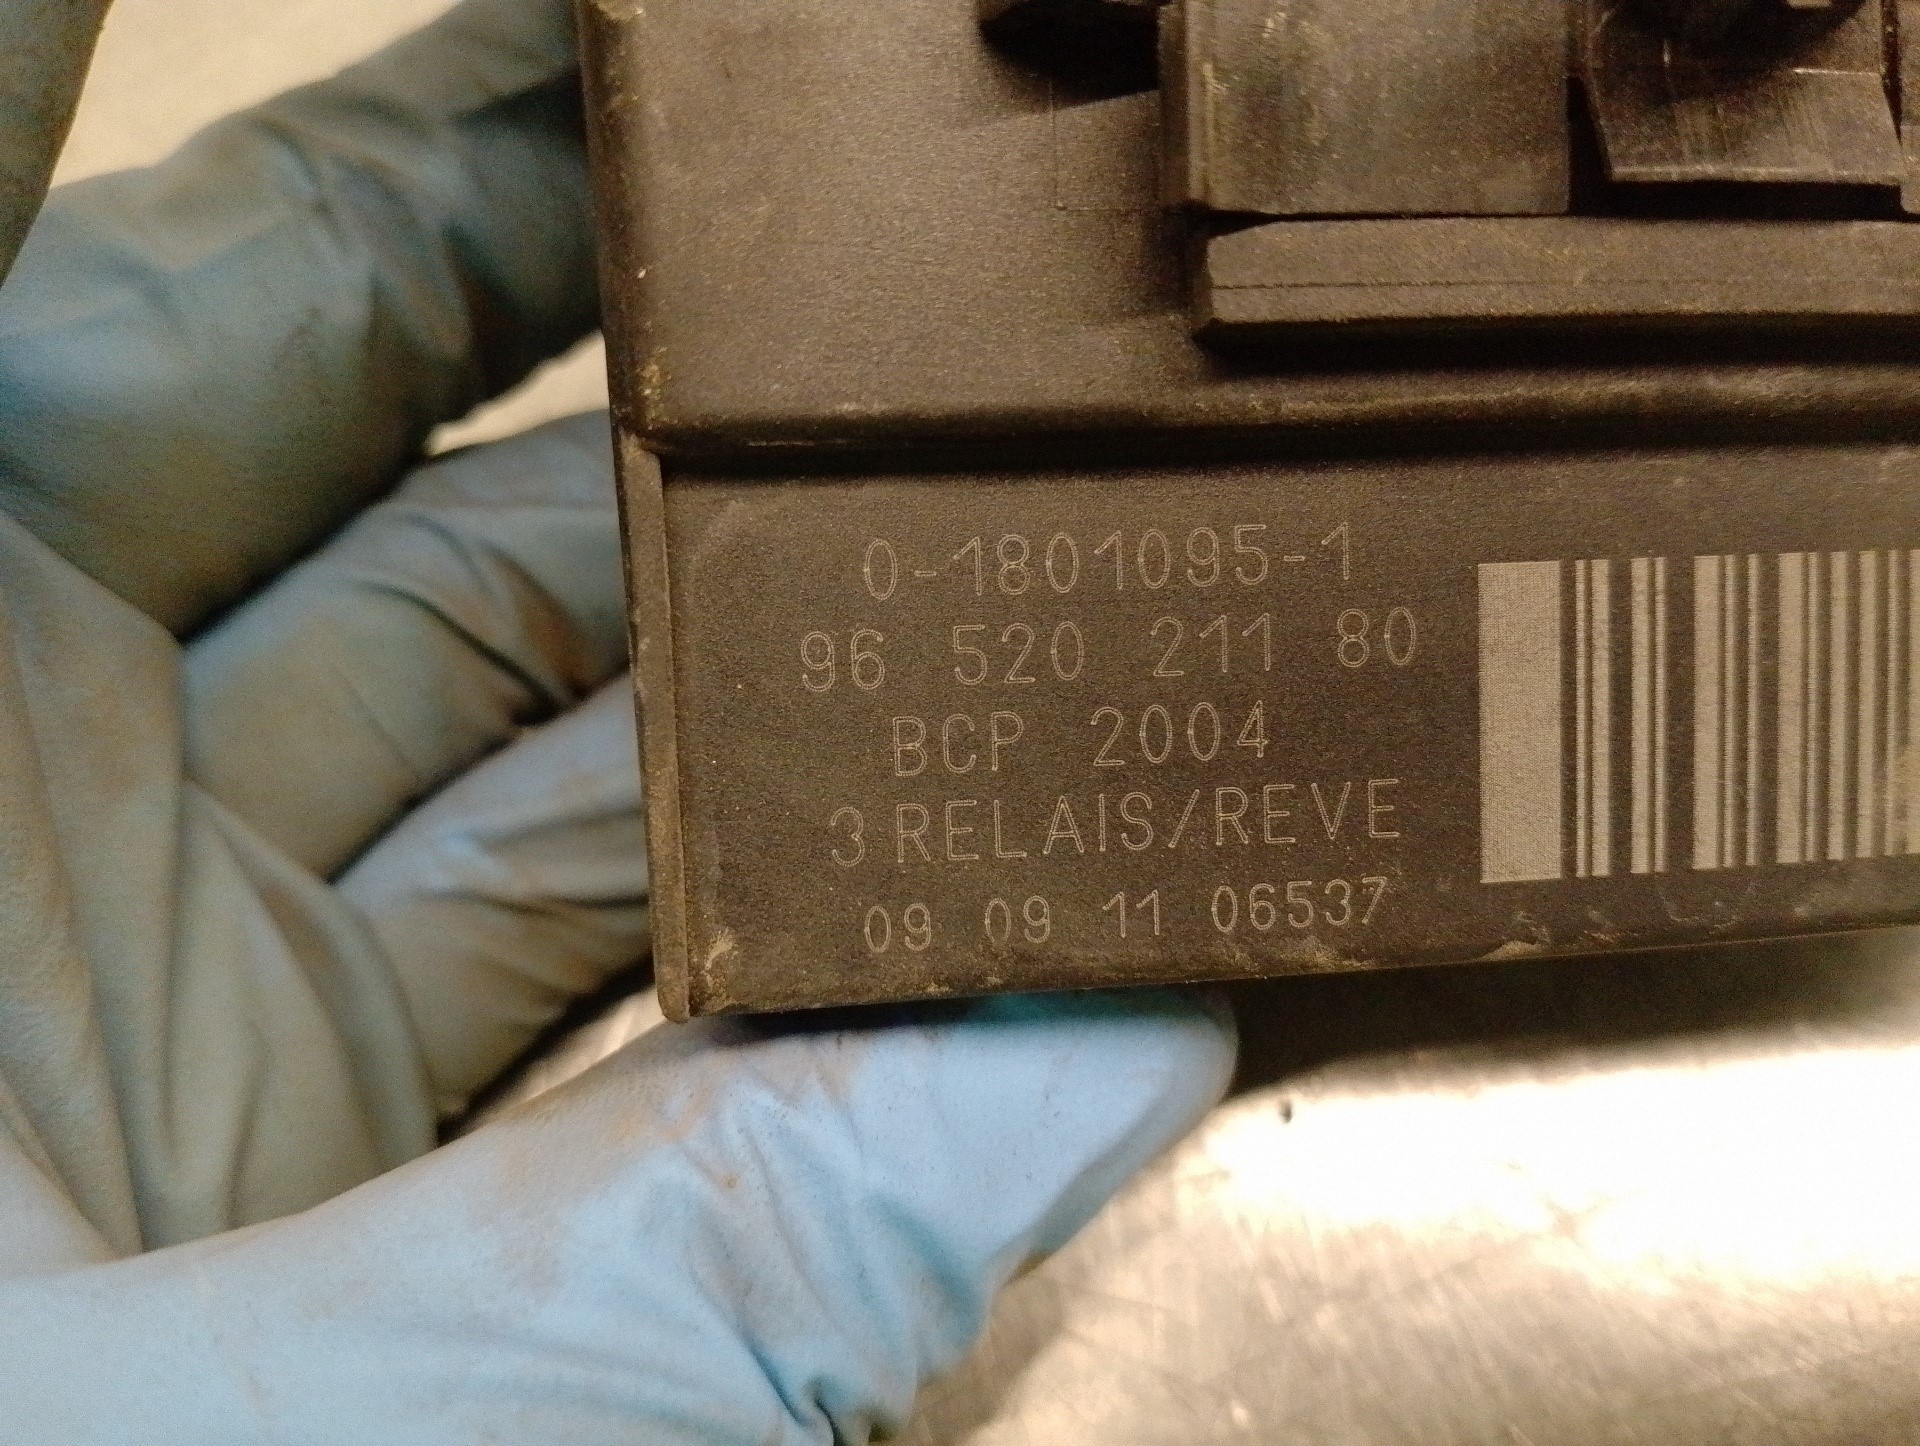 0-1801095-1
96 520 211 80
BCP 2004
3 RELAIS/REVE
09 09 11 06537